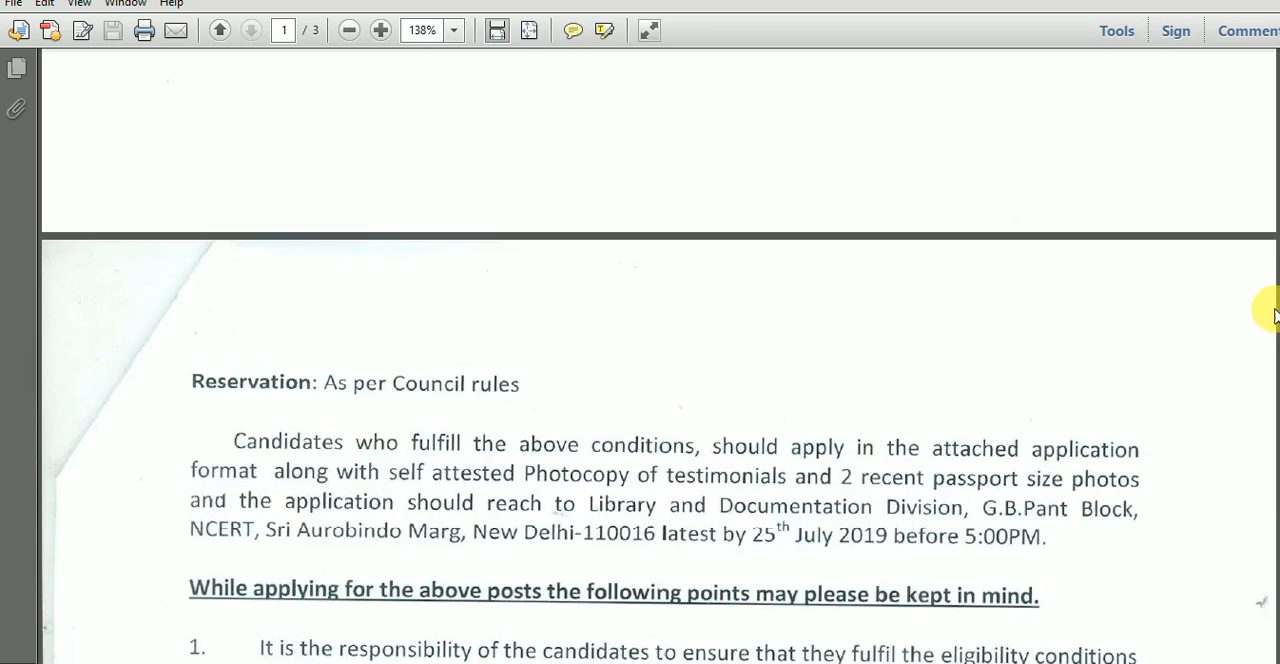 File Edit View Window Help
1 / 3 138% Tools Sign Comment
Reservation: As per Council rules
Candidates who fulfill the above conditions, should apply in the attached application
format along with self attested Photocopy of testimonials and 2 recent passport size photos
and the application should reach to Library and Documentation Division, G.B.Pant Block,
NCERT, Sri Aurobindo Marg, New Delhi-110016 latest by 25th July 2019 before 5:00PM.
While applying for the above posts the following points may please be kept in mind.
1. It is the responsibility of the candidates to ensure that they fulfil the eligibility conditions